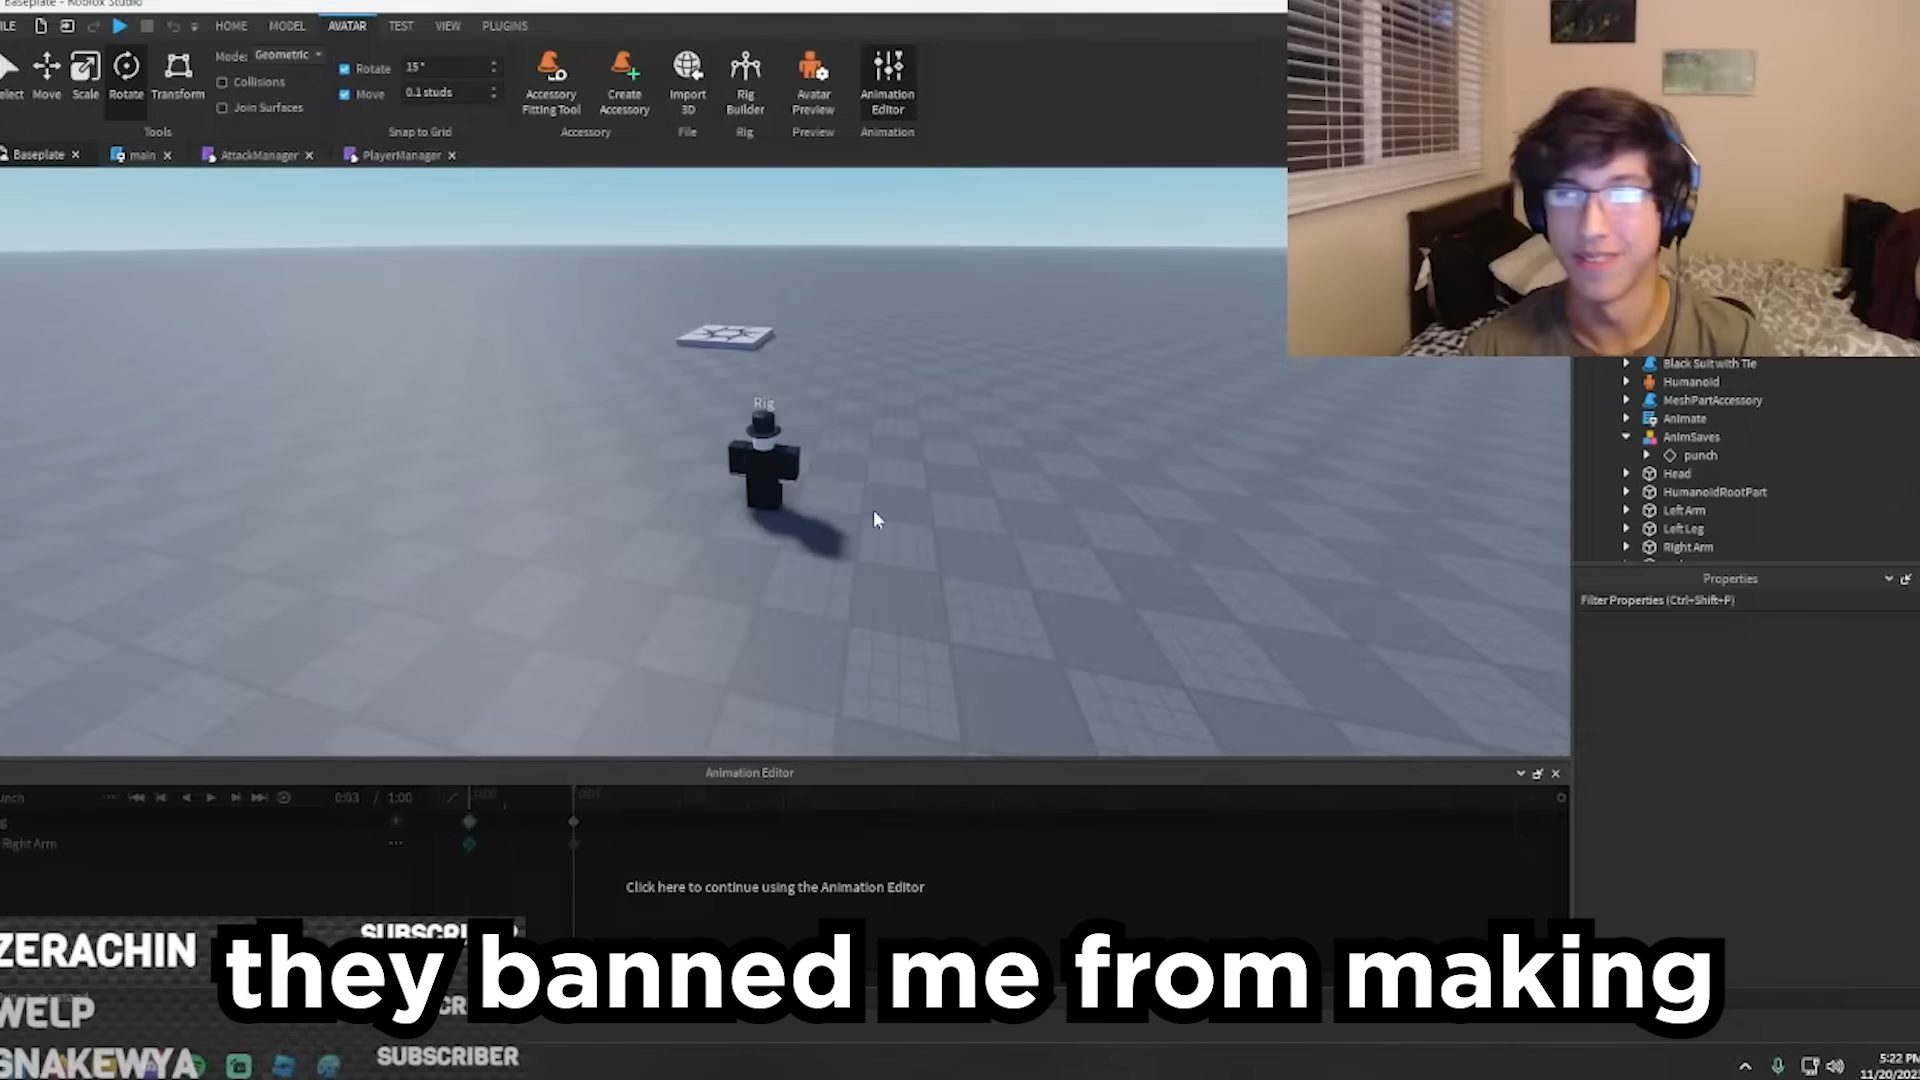 Baseplate - Roblox Studio
HOME MODEL AVATAR TEST VIEW PLUGINS
Move Scale Rotate Transform
Mode: Geometric
Collisions
Join Surfaces
Tools
Rotate 15°
Move 0.1 studs
Snap to Grid
Accessory Fitting Tool
Create Accessory
Accessory
Import 3D
File
Rig Builder
Rig
Avatar Preview
Preview
Animation Editor
Animation
Baseplate × main × AttackManager × PlayerManager ×
Rig
Black Suit with Tie
Humanoid
MeshPartAccessory
Animate
AnimSaves
punch
Head
HumanoidRootPart
Left Arm
Left Leg
Right Arm
Properties
Filter Properties (Ctrl+Shift+P)
Animation Editor
0:03 / 1:00
Right Arm
Click here to continue using the Animation Editor
ZERACHIN SUBSCRIBER
they banned me from making
WELP
SNAKEWYA SUBSCRIBER
5:22 PM